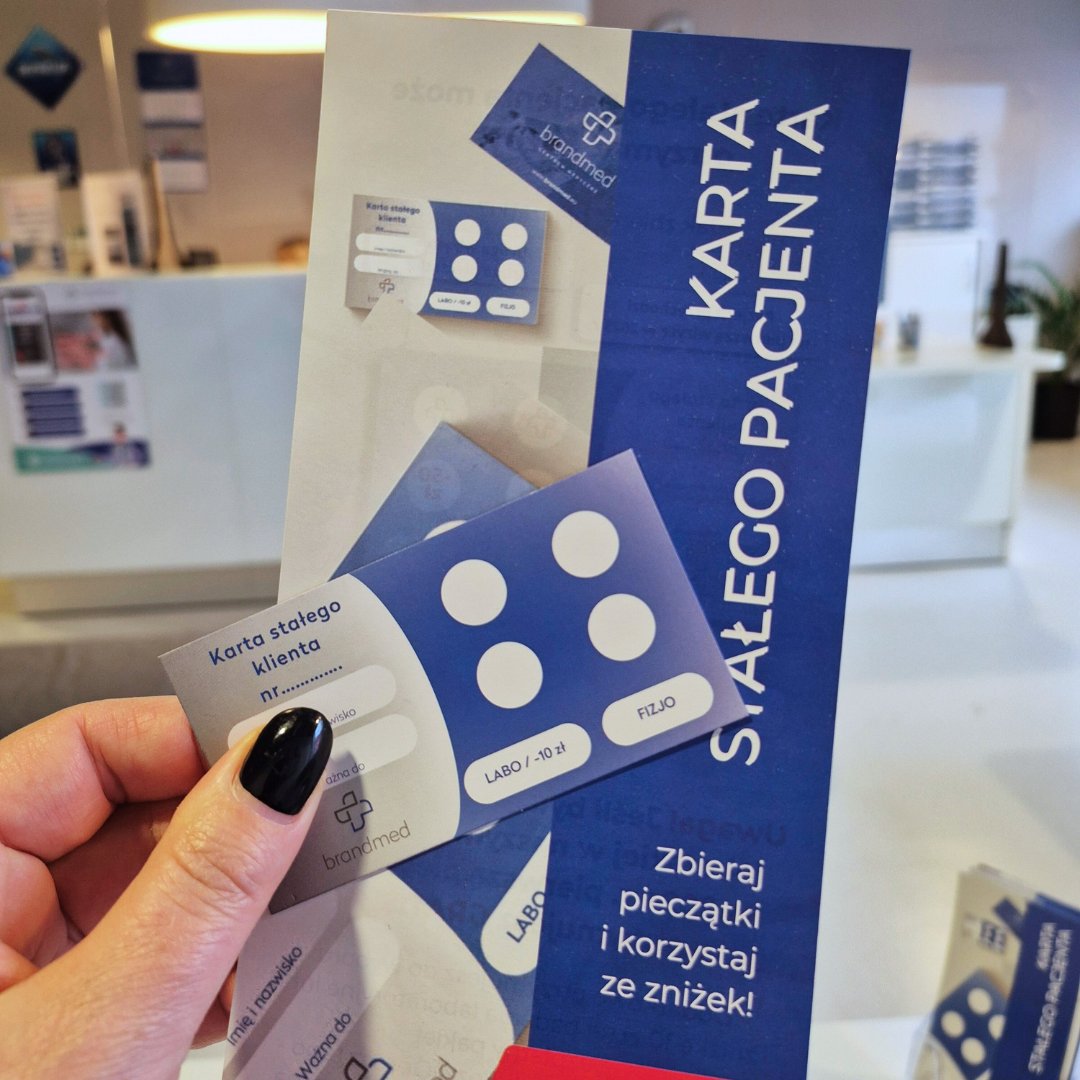 brandmed
Karta stałego
klienta
nr............
LABO / -10 zł
FIZJO
KARTA
STAŁEGO PACJENTA
Karta stałego
klienta
nr............
LABO / -10 zł
FIZJO
brandmed
Zbieraj
pieczątki
i korzystaj
ze zniżek!
LABO
Imię i nazwisko
Ważna do
KARTA
STAŁEGO PACJENTA